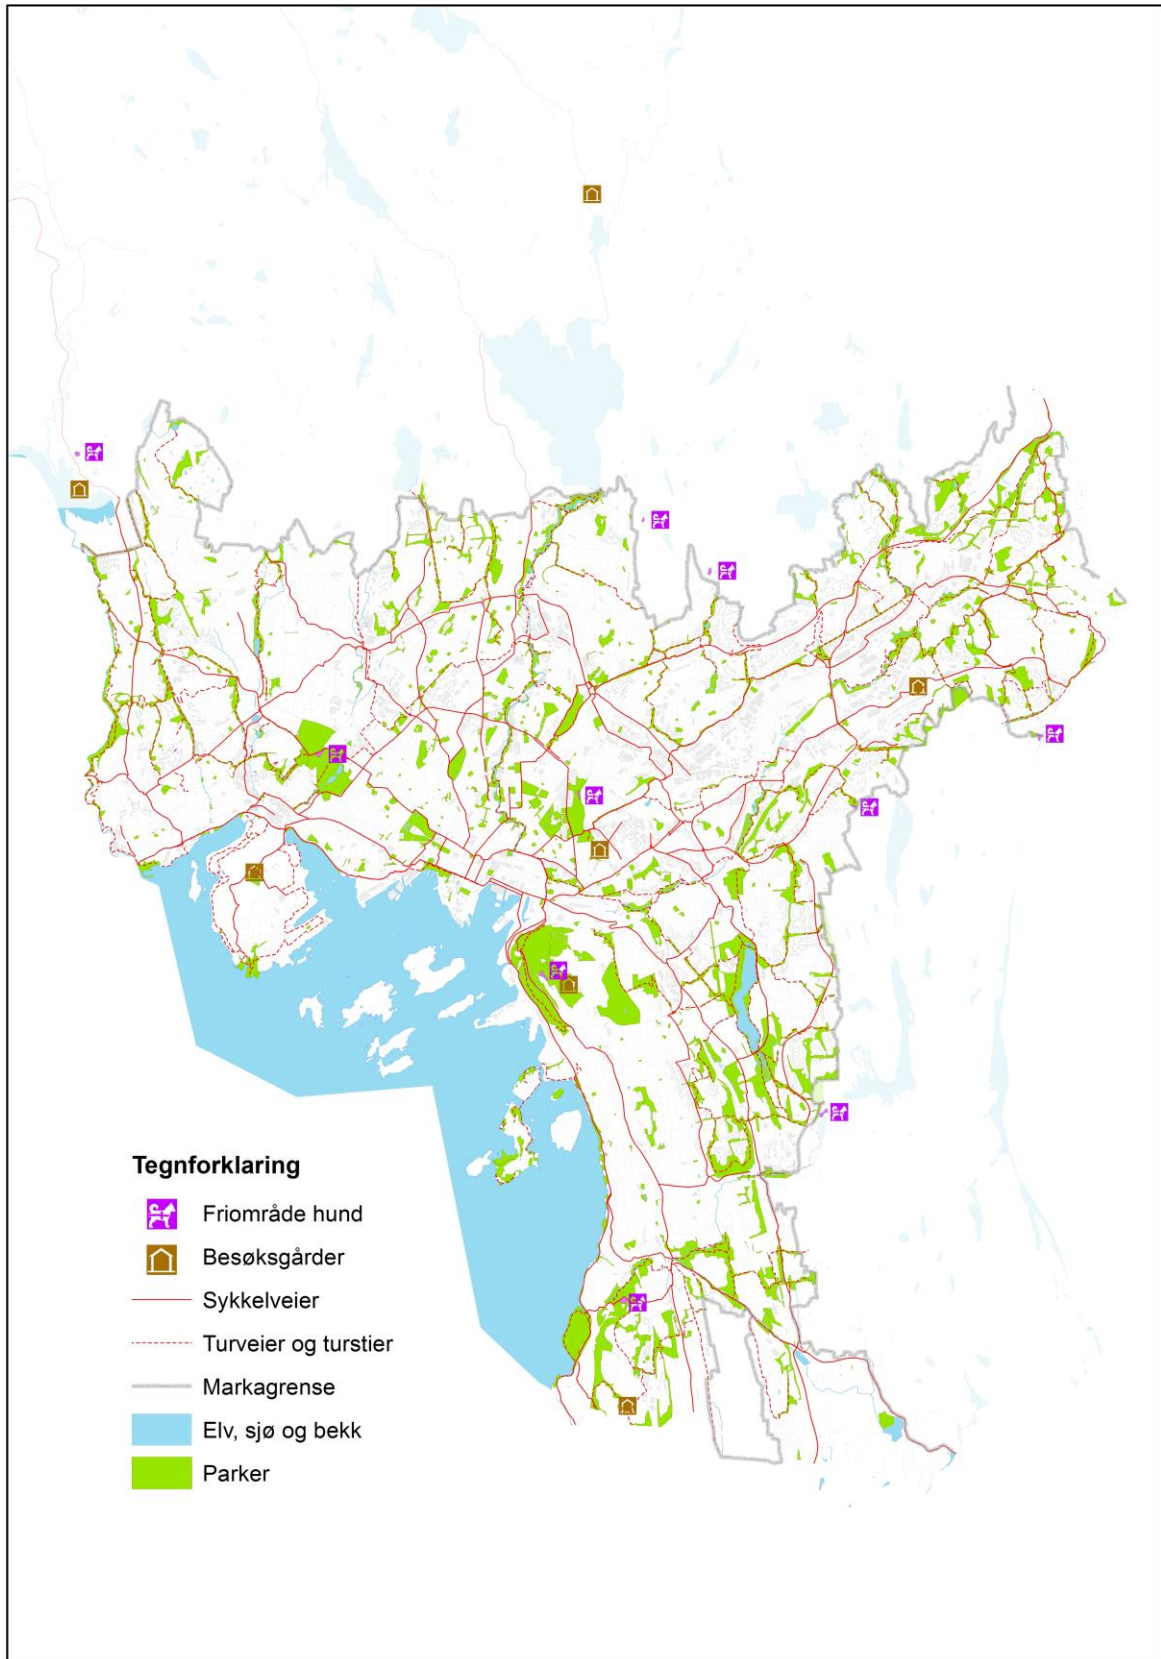 Tegnforklaring
Friområde hund
Besøksgårder
Sykkelveier
Turveier og turstier
Markagrense
Elv, sjø og bekk
Parker